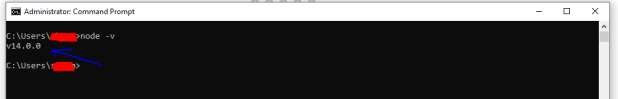 Administrator: Command Prompt
C:\Users\ >node -v
v14.0.0
C:\Users\ >